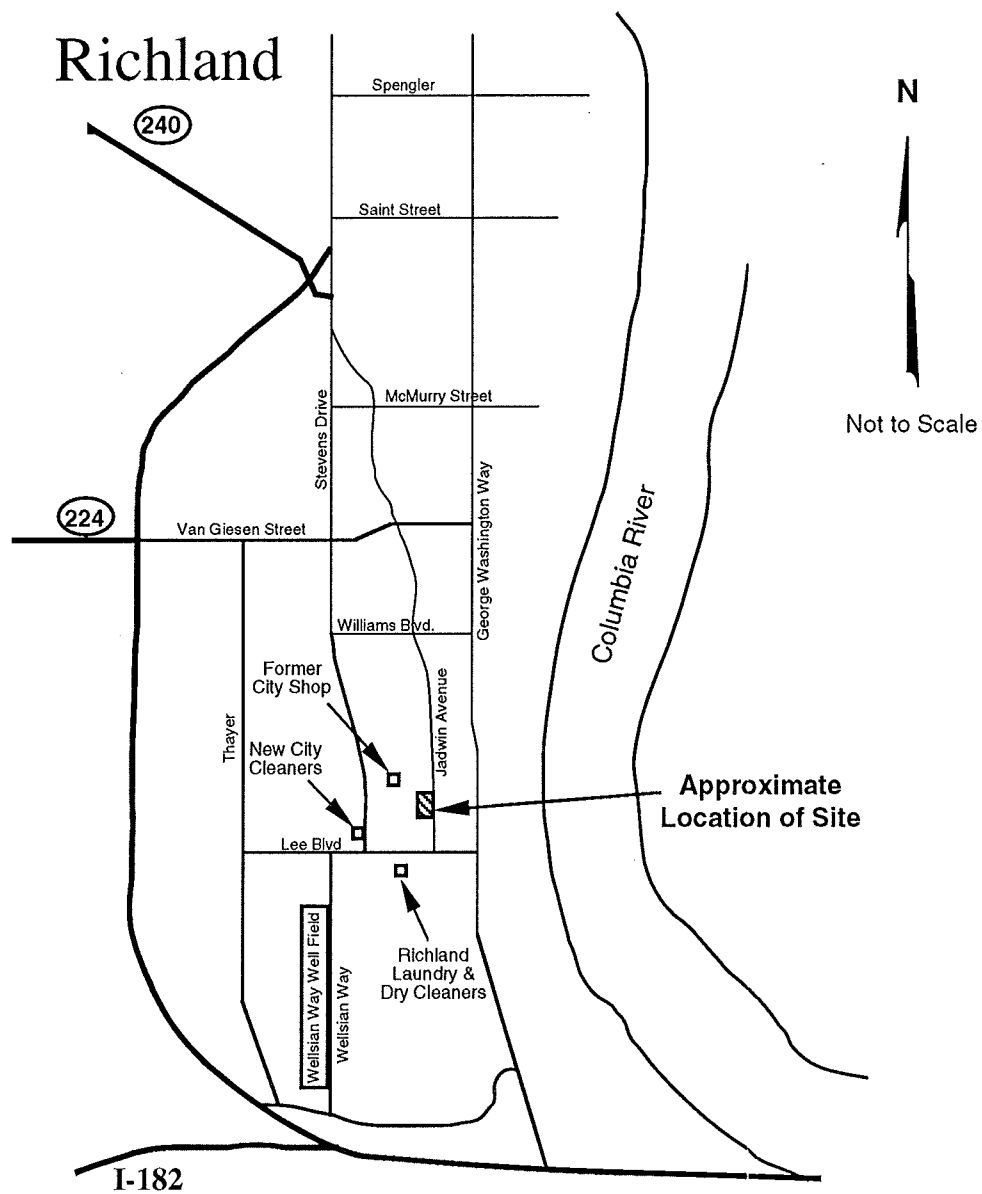 Richland
240
N
Spengler
Saint Street
McMurry Street
Not to Scale
Stevens Drive
224
Van Giesen Street
George Washington Way
Columbia River
Williams Blvd.
Former
City Shop
Jadwin Avenue
Thayer
New City
Cleaners
Approximate
Location of Site
Lee Blvd
Richland
Laundry &
Dry Cleaners
Wellsian Way Well Field
Wellsian Way
I-182